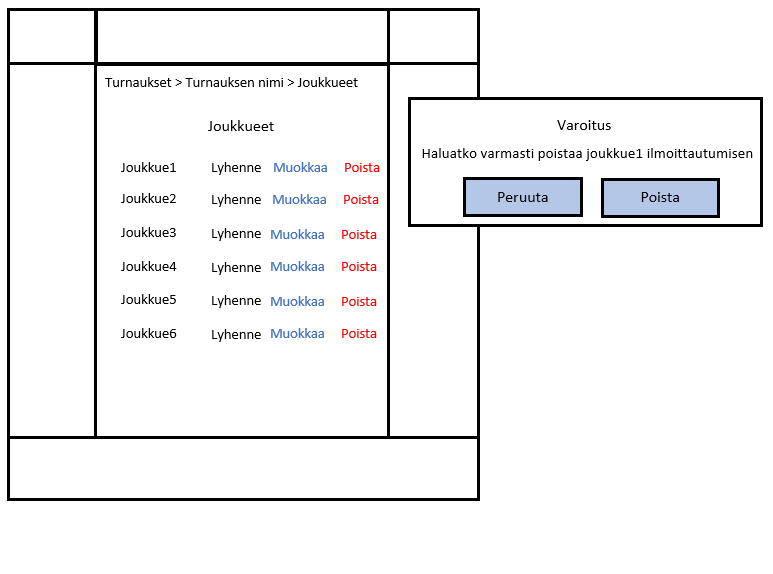 Turnaukset > Turnauksen nimi > Joukkueet
Joukkueet
Joukkue1 Lyhenne Muokkaa Poista
Joukkue2 Lyhenne Muokkaa Poista
Joukkue3 Lyhenne Muokkaa Poista
Joukkue4 Lyhenne Muokkaa Poista
Joukkue5 Lyhenne Muokkaa Poista
Joukkue6 Lyhenne Muokkaa Poista
Varoitus
Haluatko varmasti poistaa joukkue1 ilmoittautumisen
Peruuta Poista